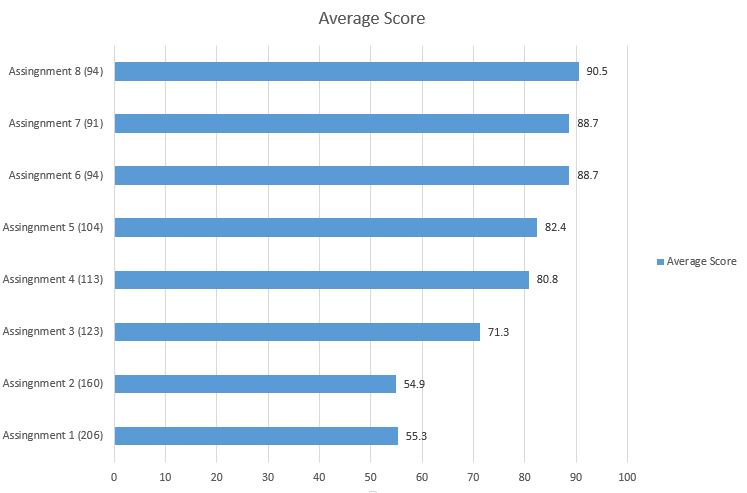 Average Score
Assingnment 8 (94) 90.5
Assingnment 7 (91) 88.7
Assingnment 6 (94) 88.7
Assingnment 5 (104) 82.4
Assingnment 4 (113) 80.8
Assingnment 3 (123) 71.3
Assingnment 2 (160) 54.9
Assingnment 1 (206) 55.3
0 10 20 30 40 50 60 70 80 90 100
Average Score